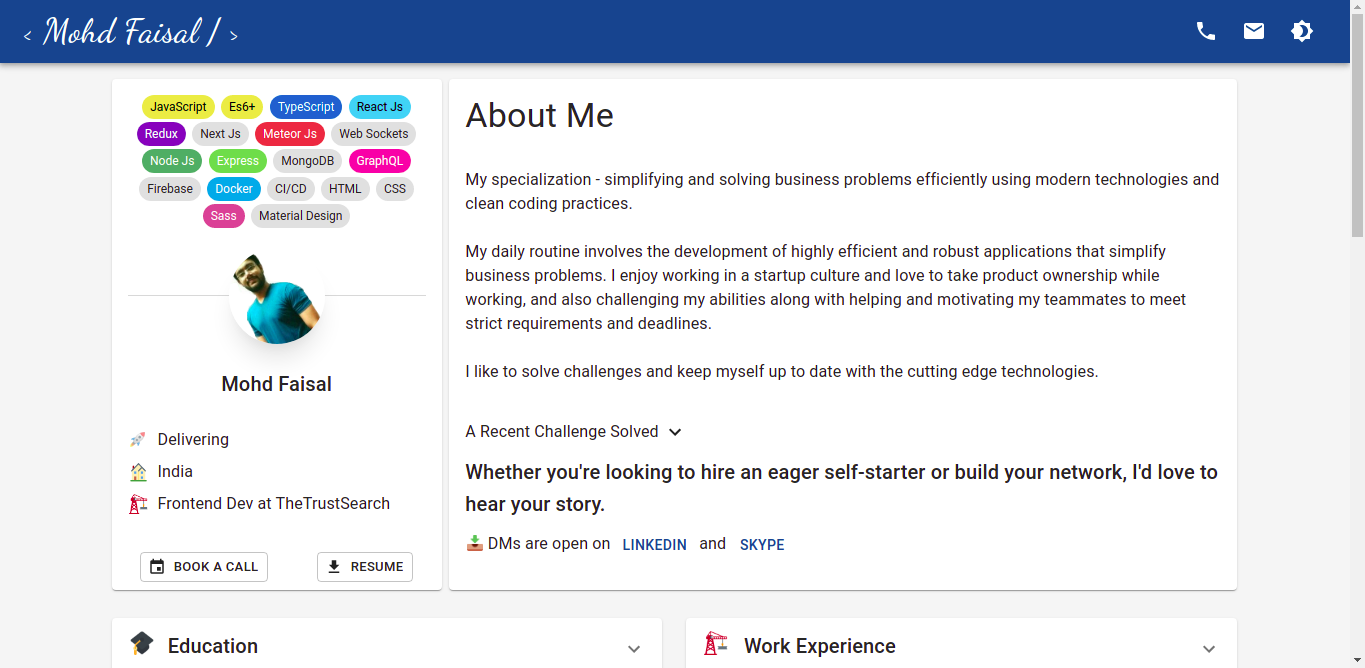 < Mohd Faisal / >
JavaScript Es6+ TypeScript React Js
Redux Next Js Meteor Js Web Sockets
Node Js Express MongoDB GraphQL
Firebase Docker CI/CD HTML CSS
Sass Material Design
Mohd Faisal
Delivering
India
Frontend Dev at TheTrustSearch
BOOK A CALL RESUME
About Me
My specialization - simplifying and solving business problems efficiently using modern technologies and
clean coding practices.
My daily routine involves the development of highly efficient and robust applications that simplify
business problems. I enjoy working in a startup culture and love to take product ownership while
working, and also challenging my abilities along with helping and motivating my teammates to meet
strict requirements and deadlines.
I like to solve challenges and keep myself up to date with the cutting edge technologies.
A Recent Challenge Solved
Whether you're looking to hire an eager self-starter or build your network, I'd love to
hear your story.
DMs are open on LINKEDIN and SKYPE
Education
Work Experience